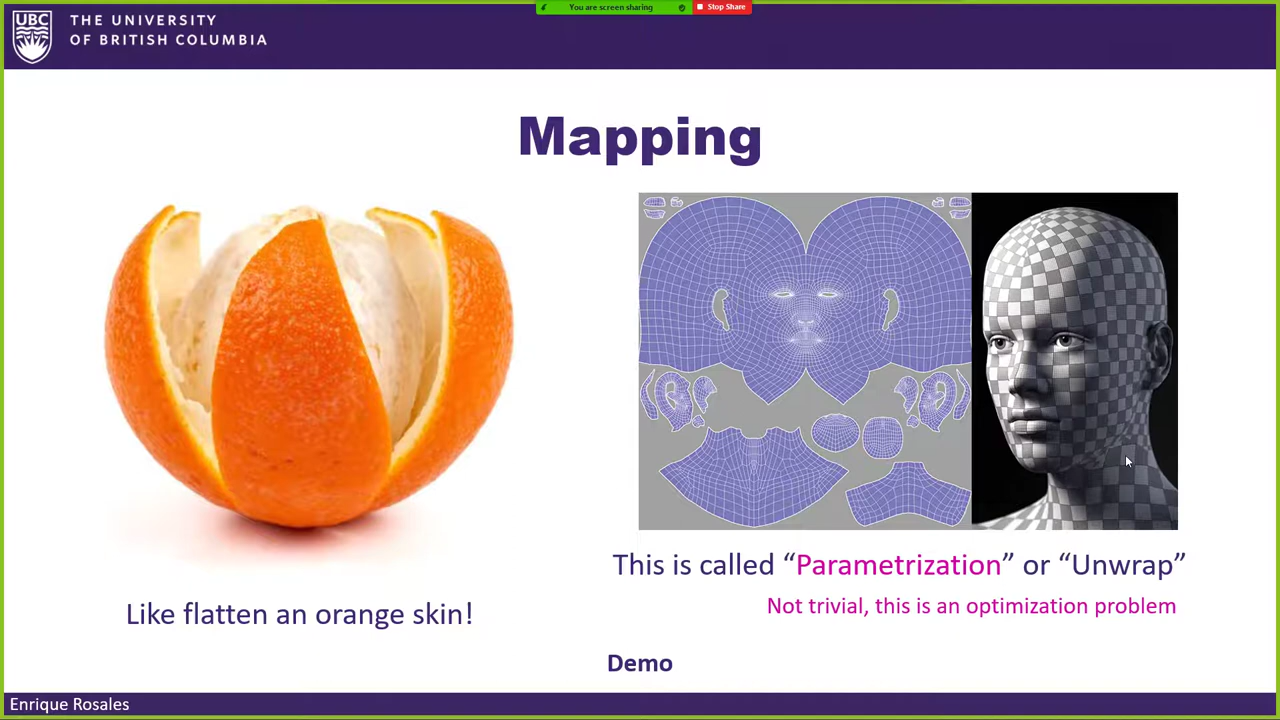 You are screen sharing
Stop Share
UBC
THE UNIVERSITY
OF BRITISH COLUMBIA
Mapping
This is called “Parametrization” or “Unwrap”
Not trivial, this is an optimization problem
Like flatten an orange skin!
Demo
Enrique Rosales